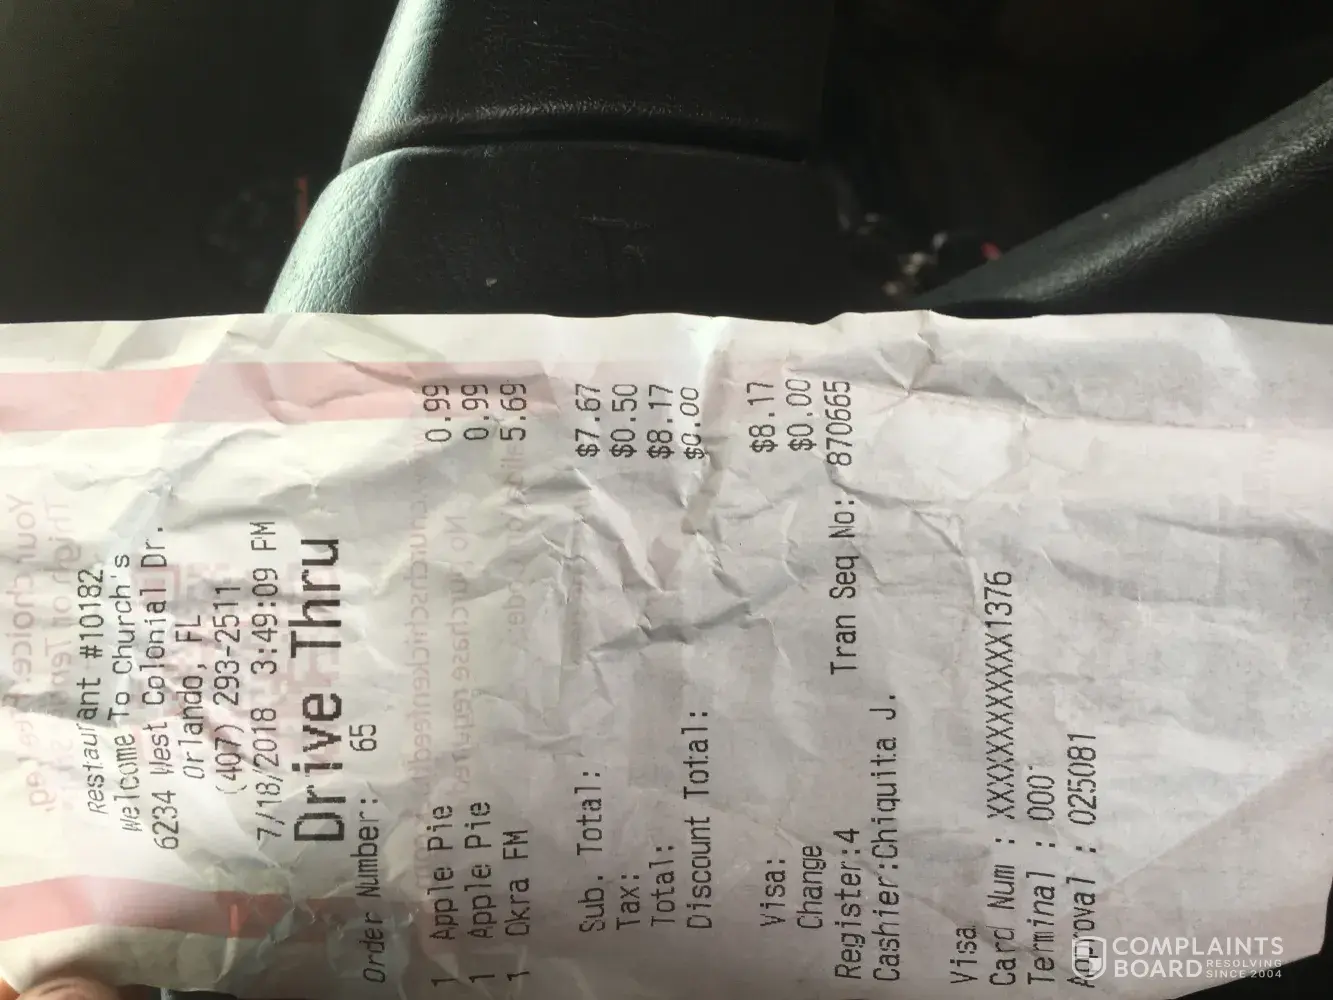 Restaurant #10182
Welcome To Church's
6234 West Colonial Dr.
Orlando, FL
(407) 293-2511
7/18/2018 3:49:09 PM
Drive Thru
Order Number: 65
1 Apple Pie 0.99
1 Apple Pie 0.99
1 Okra FM 5.69
Sub. Total: $7.67
Tax: $0.50
Total: $8.17
Discount Total: $0.00
Visa: $8.17
Change $0.00
Register:4 Tran Seq No: 870665
Cashier:Chiquita J.
Visa
Card Num : XXXXXXXXXXXX1376
Terminal : 000
Approval : 025081
COMPLAINTS
BOARD RESOLVING
SINCE 2004